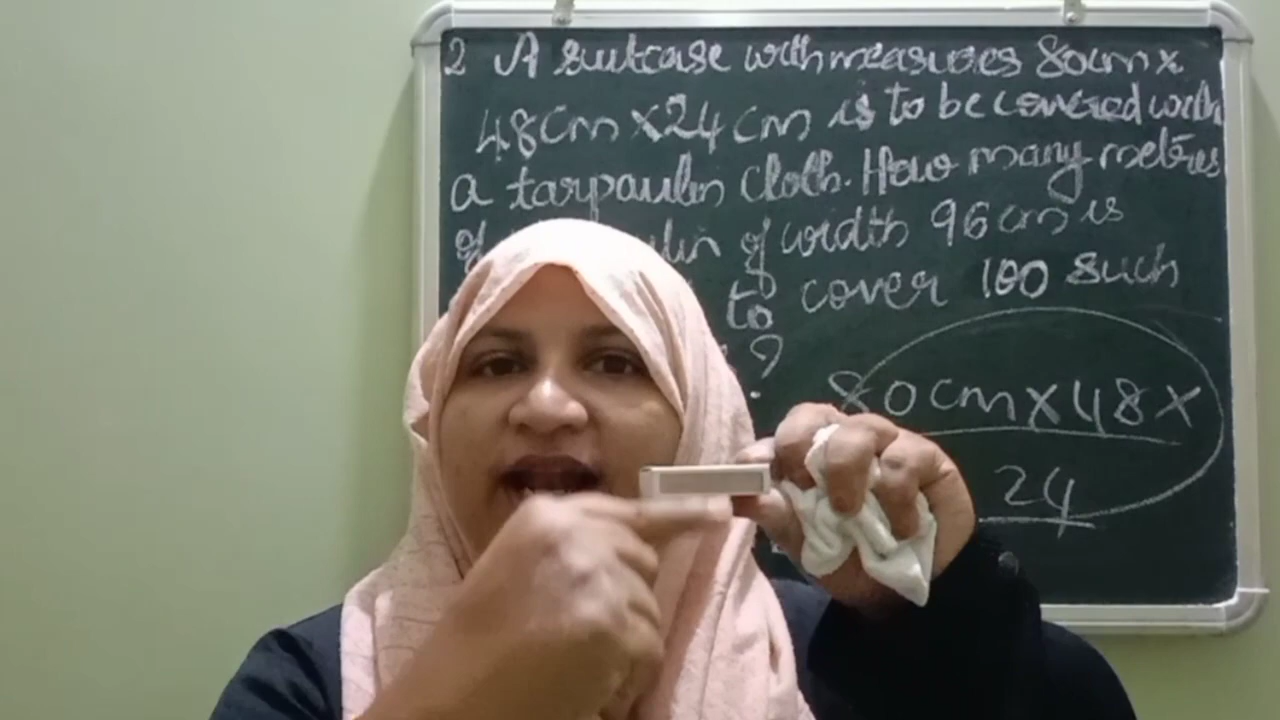 2 A suitcase with measures 80cm x
48cm x 24 cm is to be covered with
a tarpaulin cloth. How many metres
of of width 96 cm is
to cover 100 such
?
80cm x 48 x
24